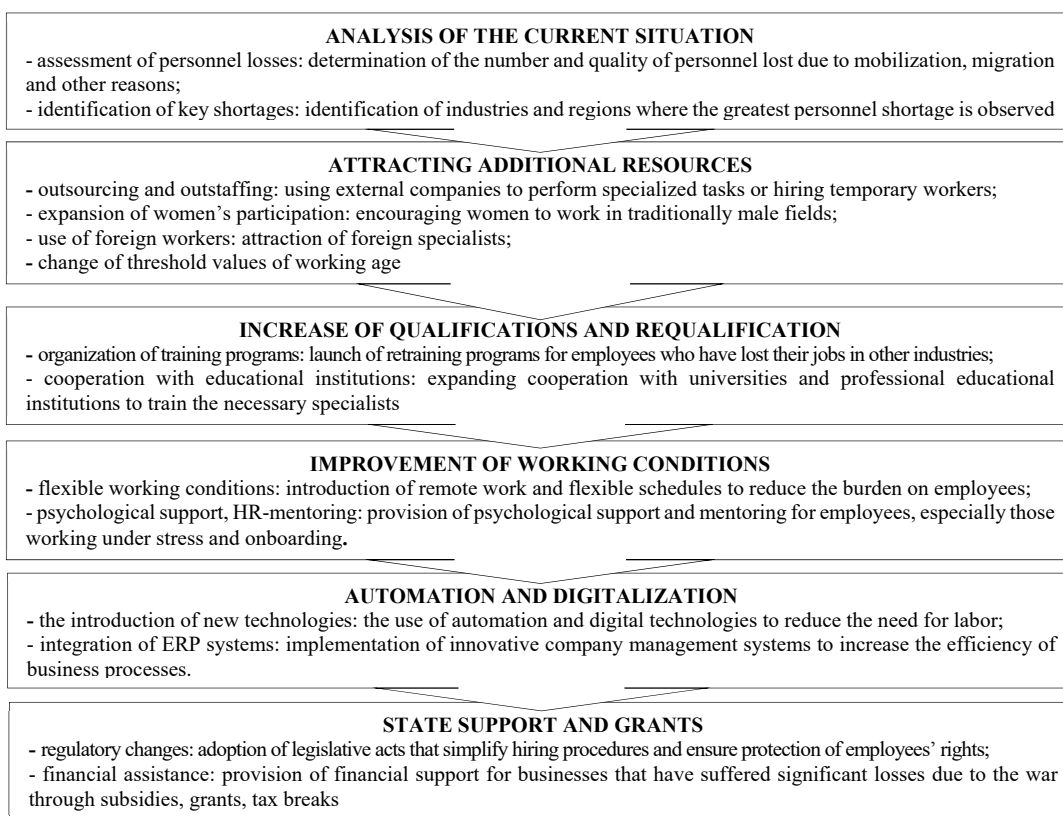 ANALYSIS OF THE CURRENT SITUATION
- assessment of personnel losses: determination of the number and quality of personnel lost due to mobilization, migration
and other reasons;
- identification of key shortages: identification of industries and regions where the greatest personnel shortage is observed
ATTRACTING ADDITIONAL RESOURCES
- outsourcing and outstaffing: using external companies to perform specialized tasks or hiring temporary workers;
- expansion of women's participation: encouraging women to work in traditionally male fields;
- use of foreign workers: attraction of foreign specialists;
- change of threshold values of working age
INCREASE OF QUALIFICATIONS AND REQUALIFICATION
- organization of training programs: launch of retraining programs for employees who have lost their jobs in other industries;
- cooperation with educational institutions: expanding cooperation with universities and professional educational
institutions to train the necessary specialists
IMPROVEMENT OF WORKING CONDITIONS
- flexible working conditions: introduction of remote work and flexible schedules to reduce the burden on employees;
- psychological support, HR-mentoring: provision of psychological support and mentoring for employees, especially those
working under stress and onboarding.
AUTOMATION AND DIGITALIZATION
- the introduction of new technologies: the use of automation and digital technologies to reduce the need for labor;
- integration of ERP systems: implementation of innovative company management systems to increase the efficiency of
business processes.
STATE SUPPORT AND GRANTS
- regulatory changes: adoption of legislative acts that simplify hiring procedures and ensure protection of employees' rights;
- financial assistance: provision of financial support for businesses that have suffered significant losses due to the war
through subsidies, grants, tax breaks